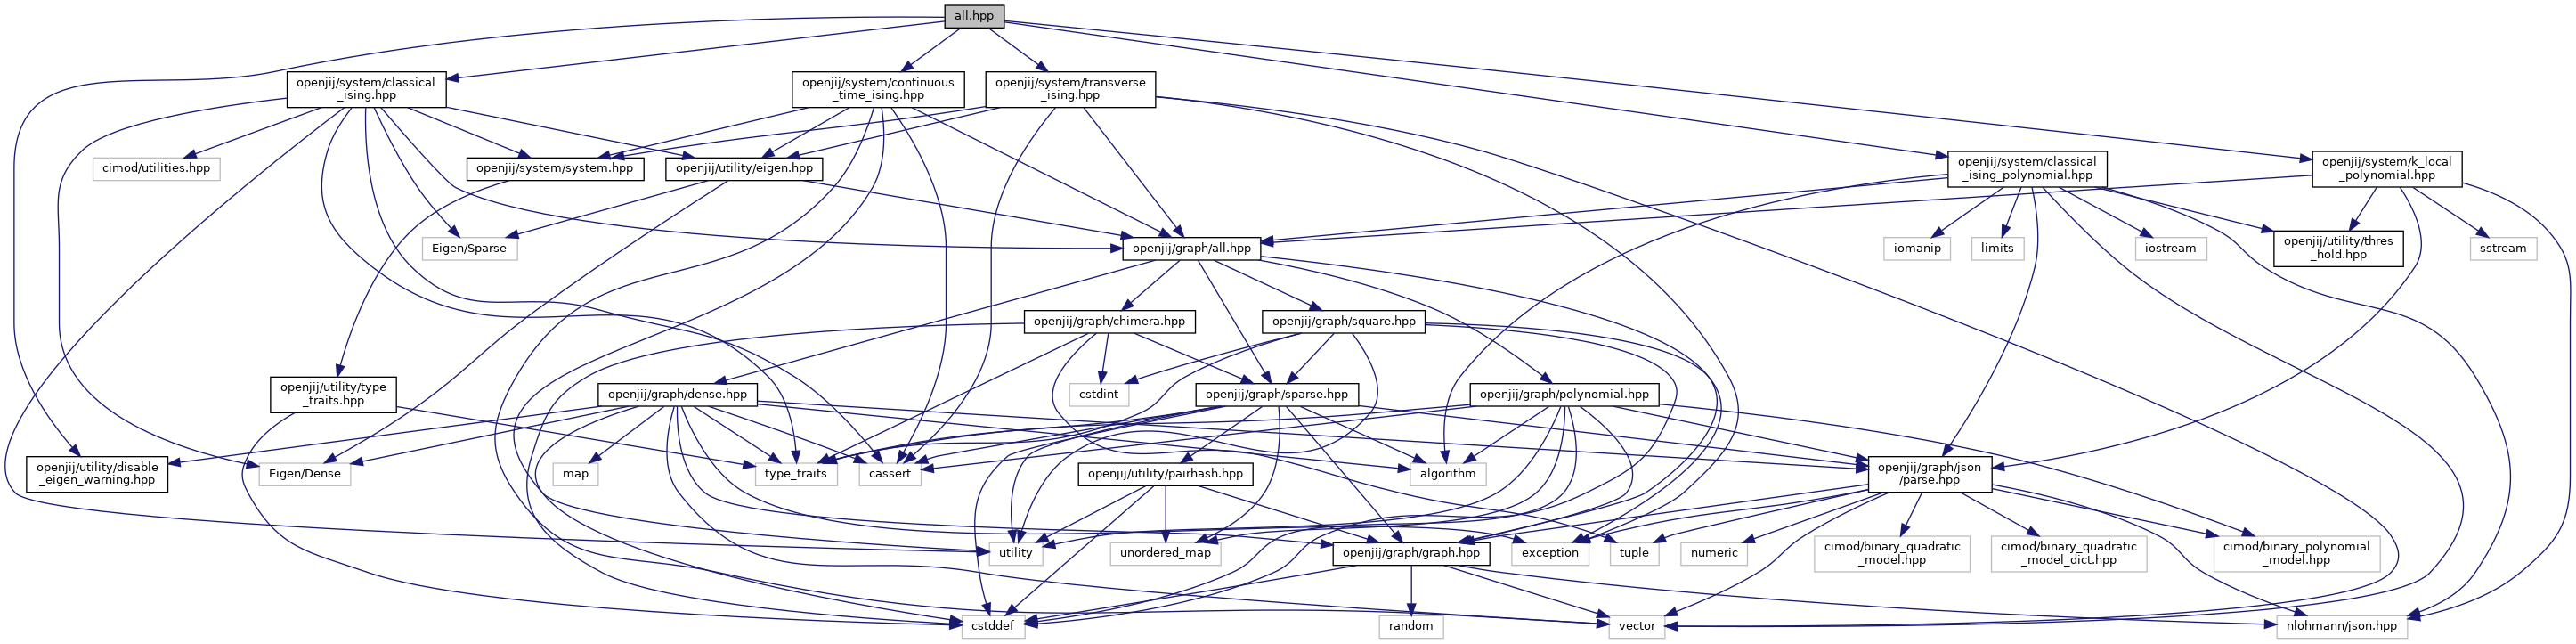 all.hpp
openjij/system/classical
_ising.hpp
openjij/system/continuous
_time_ising.hpp
openjij/system/transverse
_ising.hpp
cimod/utilities.hpp
openjij/system/system.hpp
openjij/utility/eigen.hpp
openjij/system/classical
_ising_polynomial.hpp
openjij/system/k_local
_polynomial.hpp
Eigen/Sparse
openjij/graph/all.hpp
iomanip
limits
iostream
openjij/utility/thres
_hold.hpp
sstream
openjij/graph/chimera.hpp
openjij/graph/square.hpp
openjij/utility/type
_traits.hpp
openjij/graph/dense.hpp
cstdint
openjij/graph/sparse.hpp
openjij/graph/polynomial.hpp
openjij/utility/disable
_eigen_warning.hpp
Eigen/Dense
map
type_traits
cassert
openjij/utility/pairhash.hpp
algorithm
openjij/graph/json
/parse.hpp
utility
unordered_map
openjij/graph/graph.hpp
exception
tuple
numeric
cimod/binary_quadratic
_model.hpp
cimod/binary_quadratic
_model_dict.hpp
cimod/binary_polynomial
_model.hpp
cstddef
random
vector
nlohmann/json.hpp